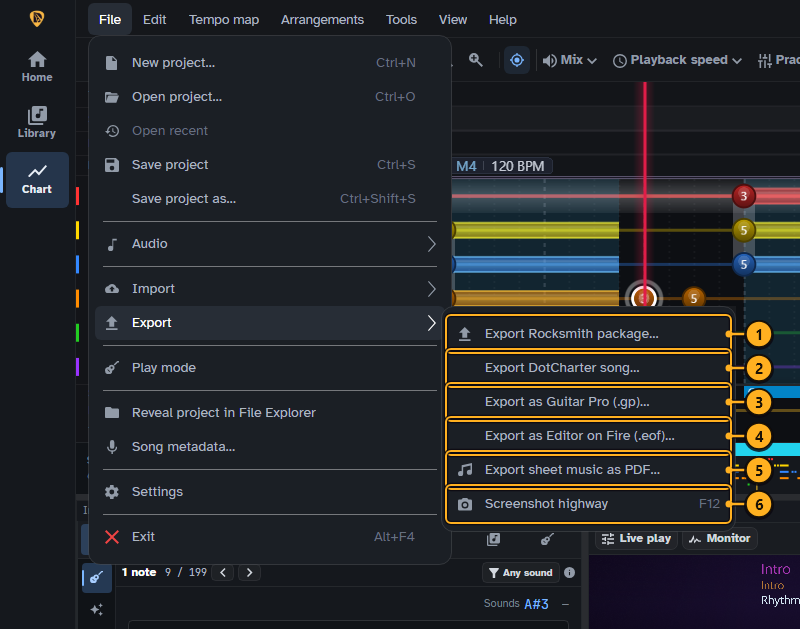 File Edit Tempo map Arrangements Tools View Help
Home
Library
Chart
New project... Ctrl+N
Open project... Ctrl+O
Open recent
Save project Ctrl+S
Save project as... Ctrl+Shift+S
Audio
Import
Export
Play mode
Reveal project in File Explorer
Song metadata...
Settings
Exit Alt+F4
Mix Playback speed
M4 120 BPM
3
5
5
5
Export Rocksmith package... 1
Export DotCharter song... 2
Export as Guitar Pro (.gp)... 3
Export as Editor on Fire (.eof)... 4
Export sheet music as PDF... 5
Screenshot highway F12 6
Live play Monitor
1 note 9 / 199 Any sound
Sounds A#3 –
Intro
Intro
Rhythm